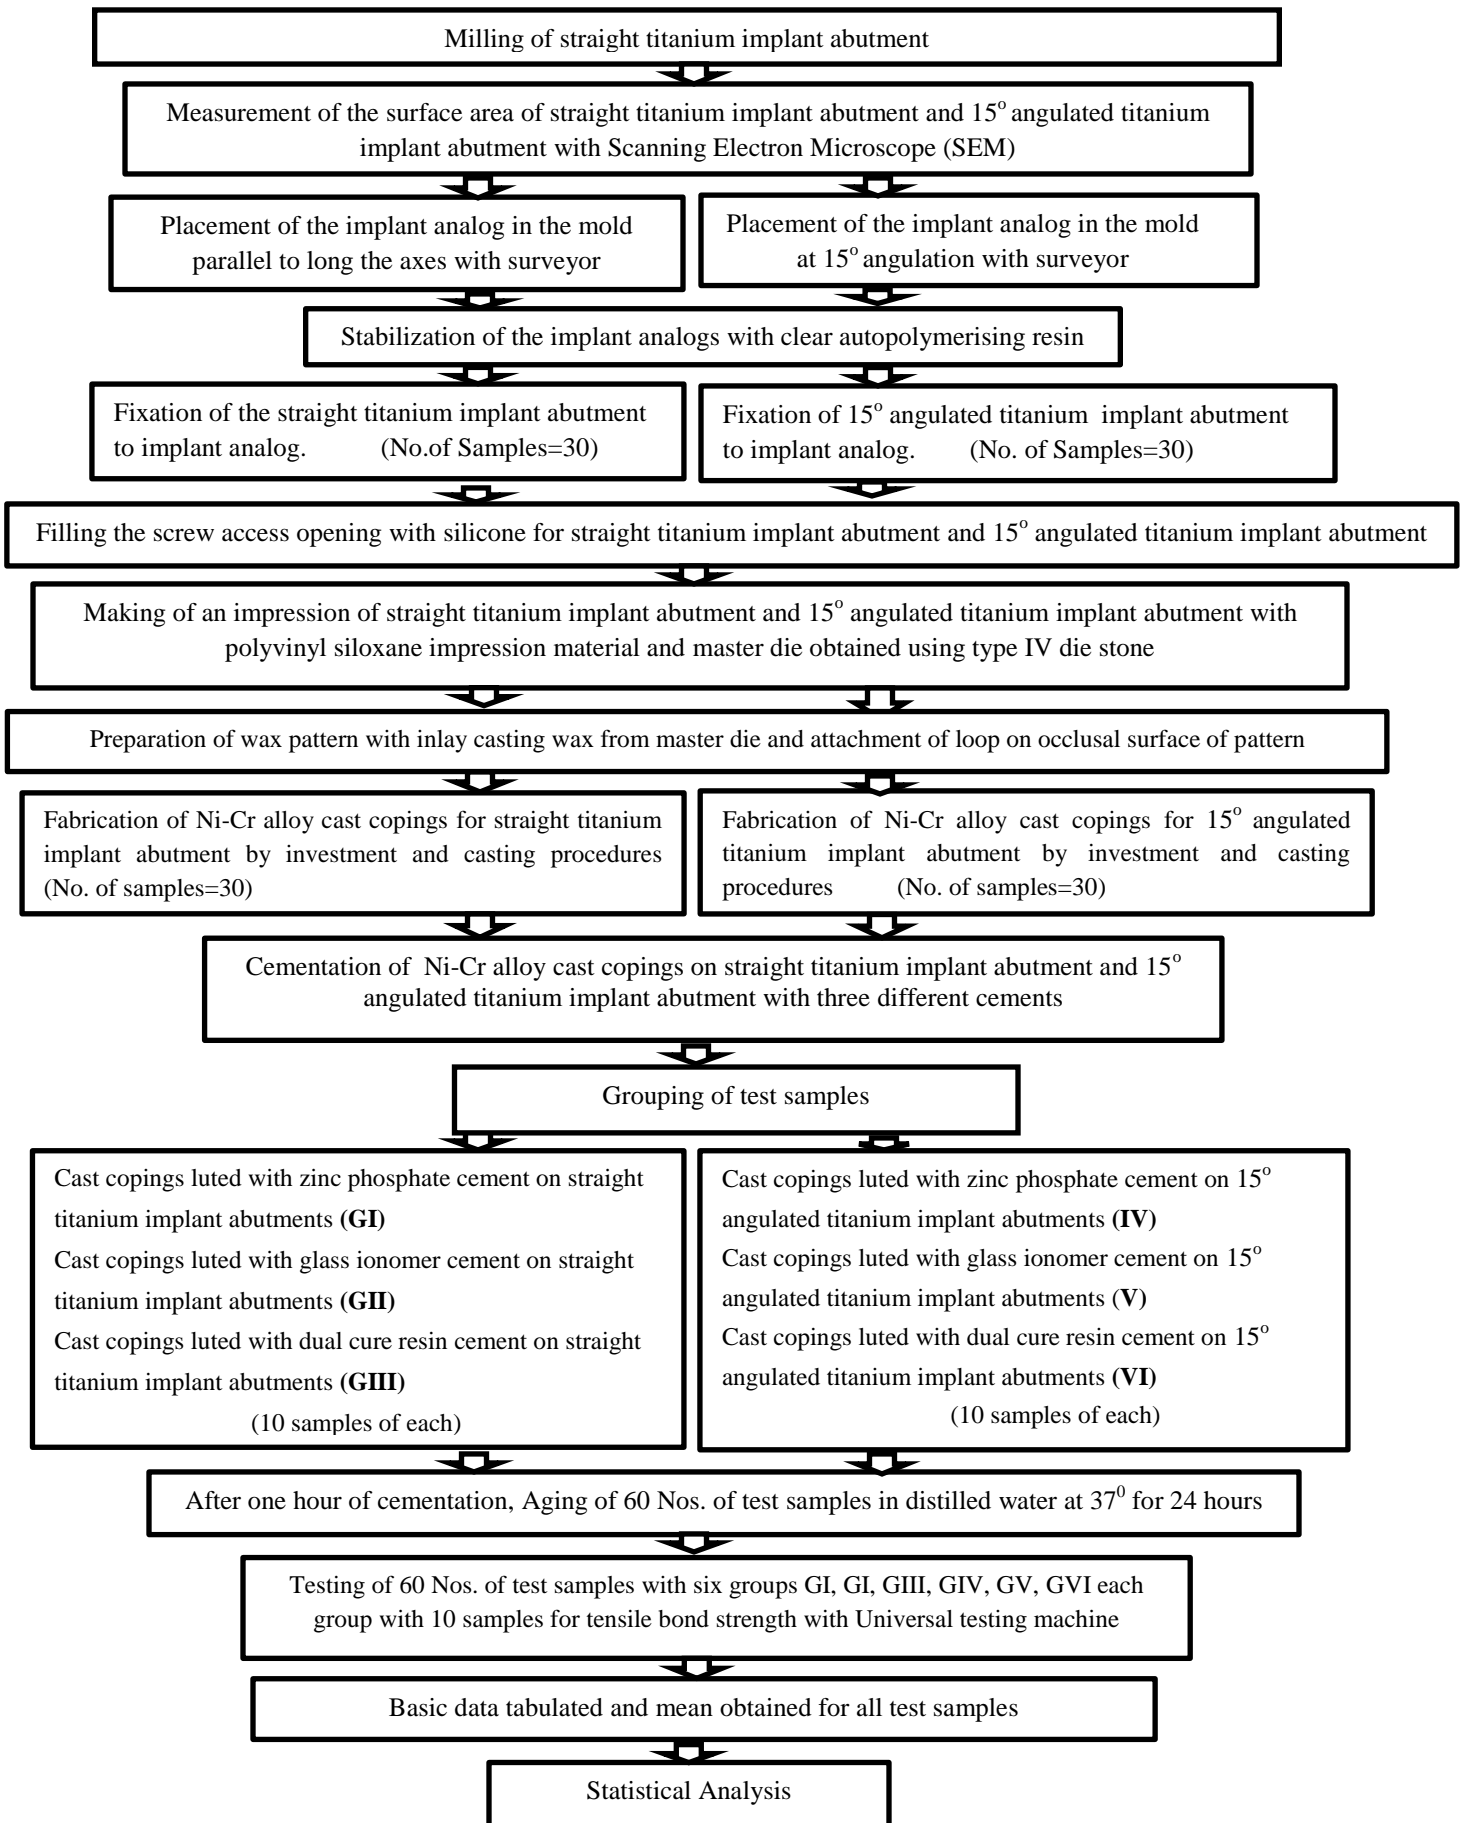 Milling of straight titanium implant abutment
Measurement of the surface area of straight titanium implant abutment and 15o angulated titanium
implant abutment with Scanning Electron Microscope (SEM)
Placement of the implant analog in the mold
parallel to long the axes with surveyor
Placement of the implant analog in the mold
at 15o angulation with surveyor
Stabilization of the implant analogs with clear autopolymerising resin
Fixation of the straight titanium implant abutment
to implant analog. (No.of Samples=30)
Fixation of 15o angulated titanium implant abutment
to implant analog. (No. of Samples=30)
Filling the screw access opening with silicone for straight titanium implant abutment and 15o angulated titanium implant abutment
Making of an impression of straight titanium implant abutment and 15o angulated titanium implant abutment with
polyvinyl siloxane impression material and master die obtained using type IV die stone
Preparation of wax pattern with inlay casting wax from master die and attachment of loop on occlusal surface of pattern
Fabrication of Ni-Cr alloy cast copings for straight titanium
implant abutment by investment and casting procedures
(No. of samples=30)
Fabrication of Ni-Cr alloy cast copings for 15o angulated
titanium implant abutment by investment and casting
procedures (No. of samples=30)
Cementation of Ni-Cr alloy cast copings on straight titanium implant abutment and 15o
angulated titanium implant abutment with three different cements
Grouping of test samples
Cast copings luted with zinc phosphate cement on straight
titanium implant abutments (GI)
Cast copings luted with glass ionomer cement on straight
titanium implant abutments (GII)
Cast copings luted with dual cure resin cement on straight
titanium implant abutments (GIII)
(10 samples of each)
Cast copings luted with zinc phosphate cement on 15o
angulated titanium implant abutments (IV)
Cast copings luted with glass ionomer cement on 15o
angulated titanium implant abutments (V)
Cast copings luted with dual cure resin cement on 15o
angulated titanium implant abutments (VI)
(10 samples of each)
After one hour of cementation, Aging of 60 Nos. of test samples in distilled water at 370 for 24 hours
Testing of 60 Nos. of test samples with six groups GI, GI, GIII, GIV, GV, GVI each
group with 10 samples for tensile bond strength with Universal testing machine
Basic data tabulated and mean obtained for all test samples
Statistical Analysis